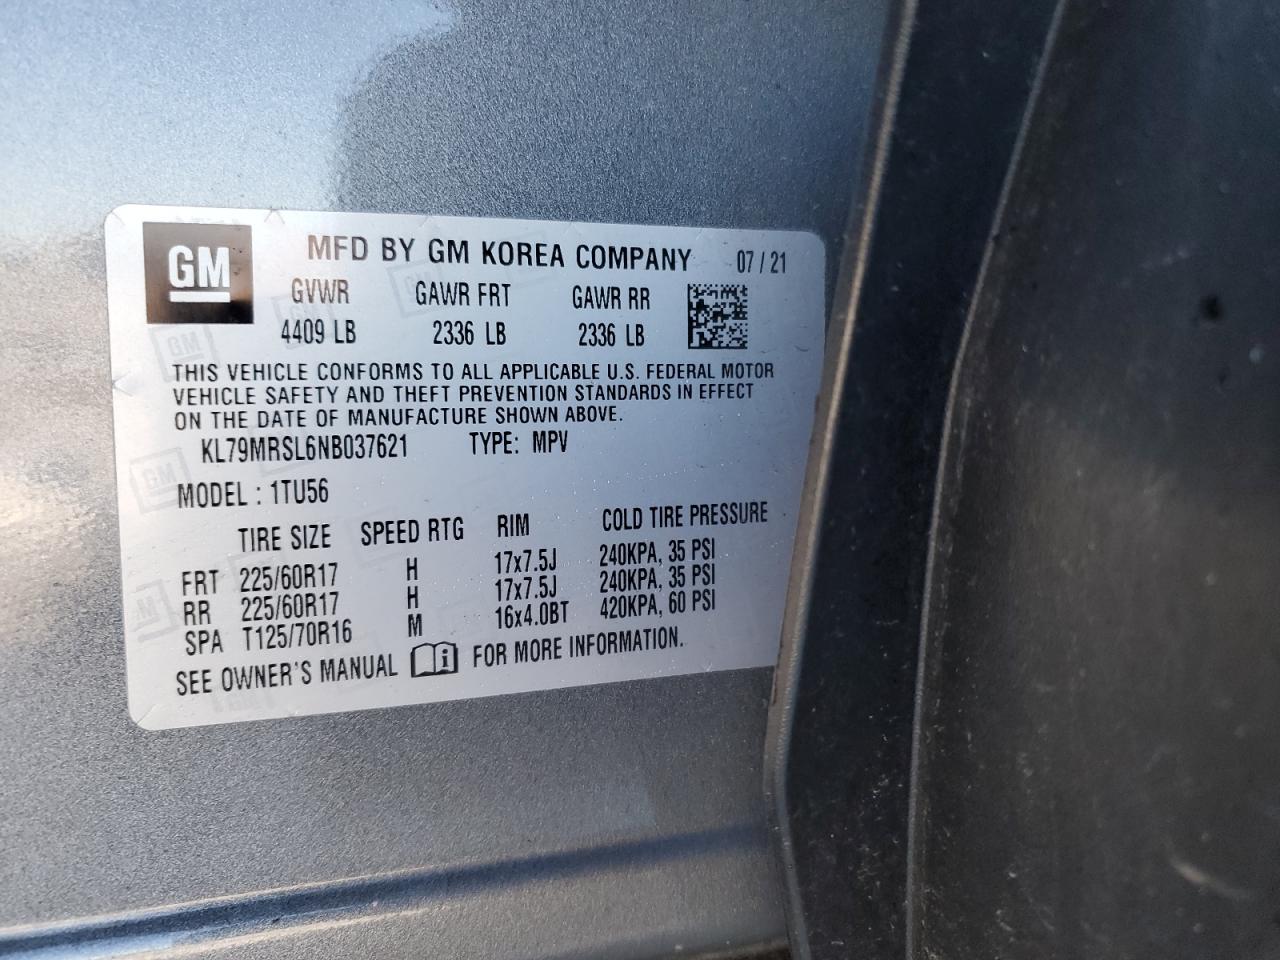 GM MFD BY GM KOREA COMPANY 07 / 21
GVWR GAWR FRT GAWR RR
4409 LB 2336 LB 2336 LB
THIS VEHICLE CONFORMS TO ALL APPLICABLE U.S. FEDERAL MOTOR
VEHICLE SAFETY AND THEFT PREVENTION STANDARDS IN EFFECT
ON THE DATE OF MANUFACTURE SHOWN ABOVE.
KL79MRSL6NB037621 TYPE: MPV
MODEL : 1TU56
TIRE SIZE SPEED RTG RIM COLD TIRE PRESSURE
FRT 225/60R17 H 17x7.5J 240KPA, 35 PSI
RR 225/60R17 H 17x7.5J 240KPA, 35 PSI
SPA T125/70R16 M 16x4.0BT 420KPA, 60 PSI
SEE OWNER'S MANUAL FOR MORE INFORMATION.